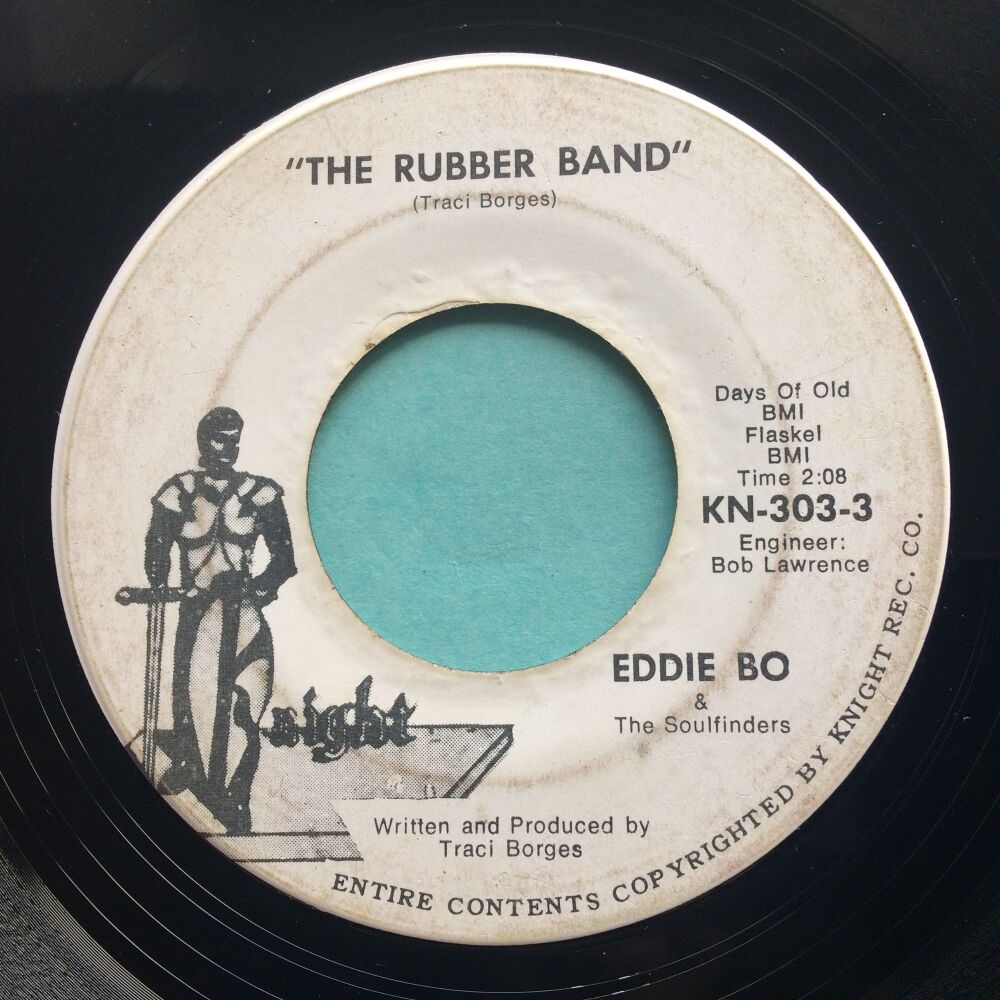 "THE RUBBER BAND"
(Traci Borges)
Days Of Old
BMI
Flaskel
BMI
Time 2:08
KN-303-3
Engineer:
Bob Lawrence
EDDIE BO
&
The Soulfinders
Knight
Written and Produced by
Traci Borges
ENTIRE CONTENTS COPYRIGHTED BY KNIGHT REC. CO.